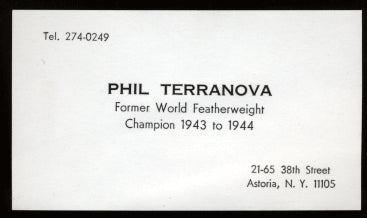 Tel. 274-0249
PHIL TERRANOVA
Former World Featherweight
Champion 1943 to 1944
21-65 38th Street
Astoria, N. Y. 11105